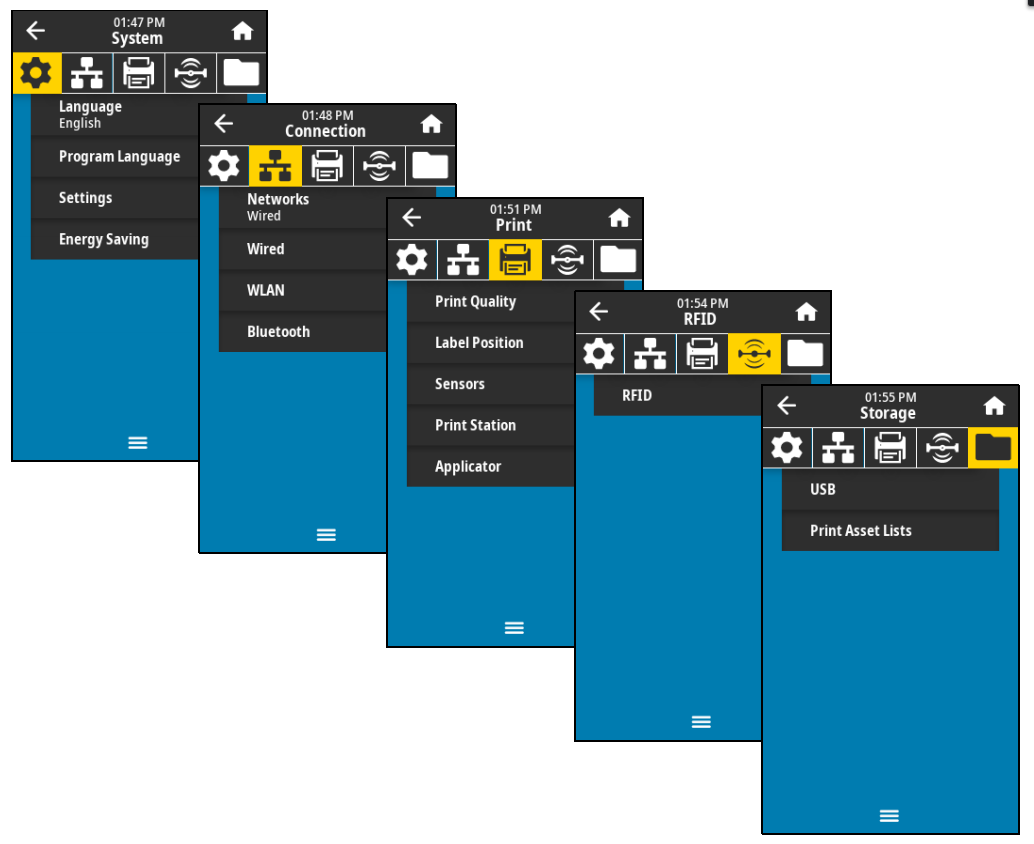 01:47 PM
System
Language
English
Program Language
Settings
Energy Saving
01:48 PM
Connection
Networks
Wired
Wired
WLAN
Bluetooth
01:51 PM
Print
Print Quality
Label Position
Sensors
Print Station
Applicator
01:54 PM
RFID
RFID
01:55 PM
Storage
USB
Print Asset Lists